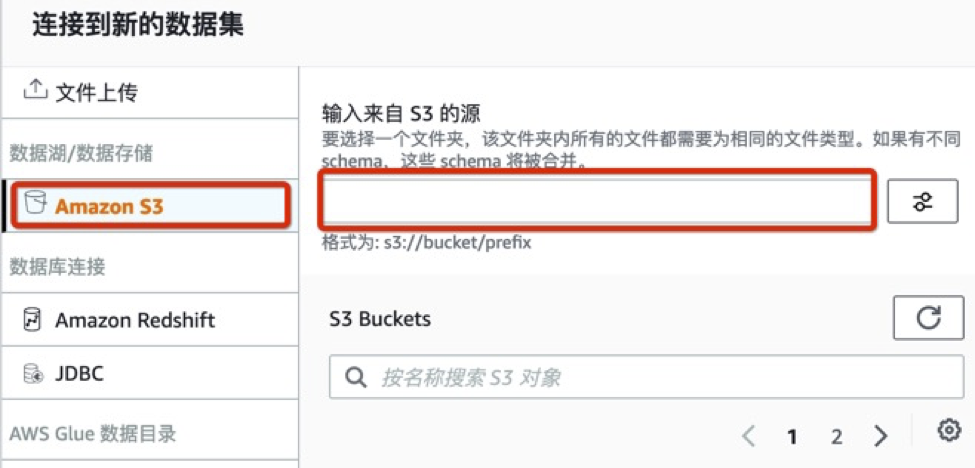 连接到新的数据集
文件上传
数据湖/数据存储
Amazon S3
数据库连接
Amazon Redshift
JDBC
AWS Glue 数据目录
输入来自 S3 的源
要选择一个文件夹，该文件夹内所有的文件都需要为相同的文件类型。如果有不同
schema，这些 schema 将被合并。
格式为: s3://bucket/prefix
S3 Buckets
按名称搜索 S3 对象
1 2